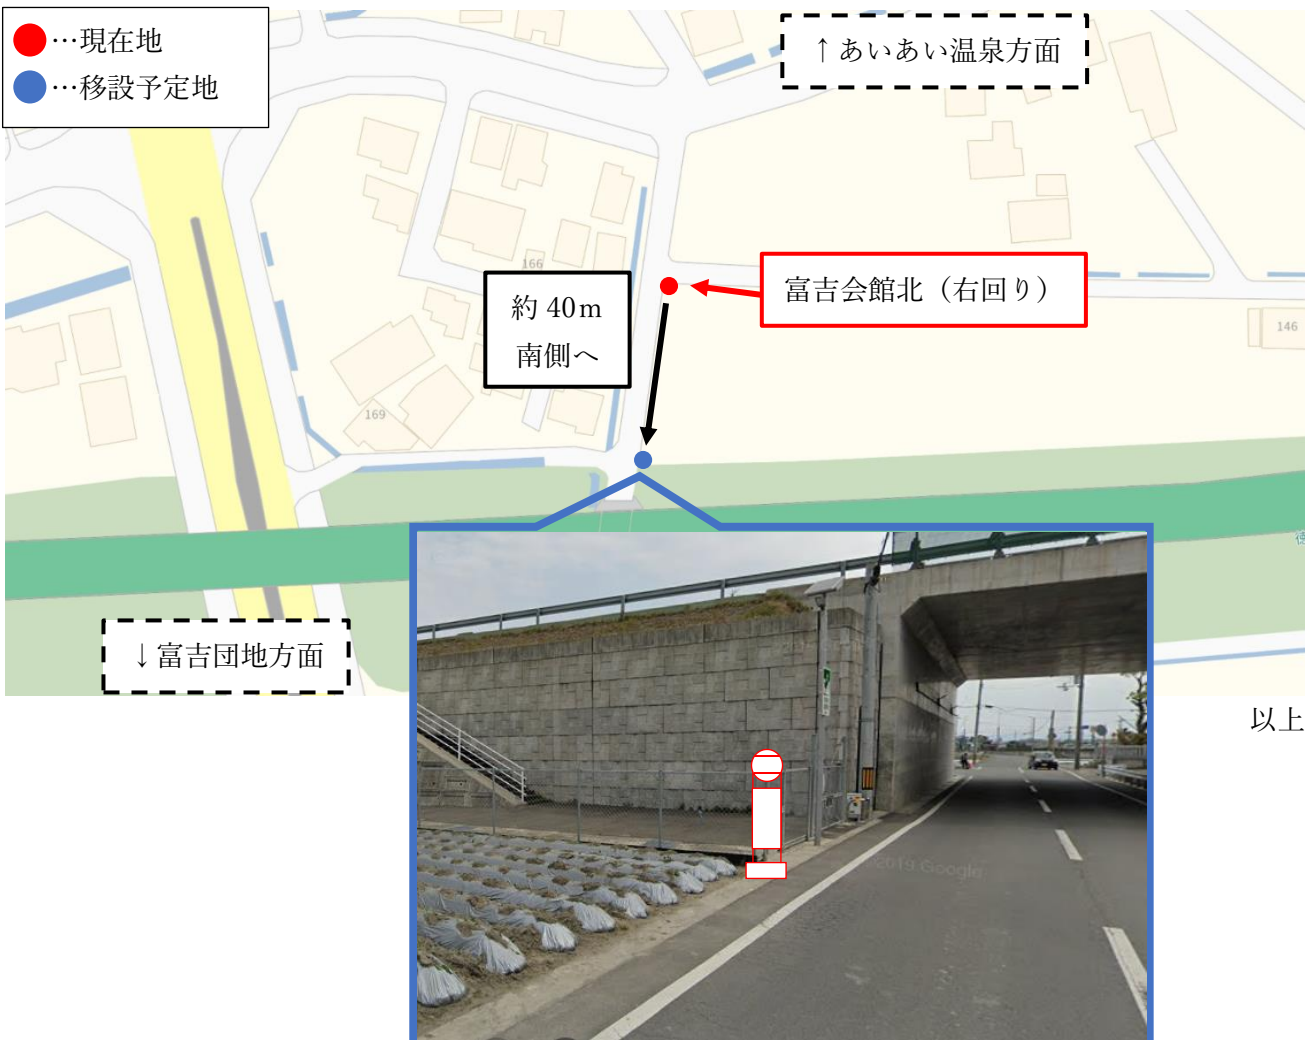 …現在地
…移設予定地
↑あいあい温泉方面
166
富吉会館北（右回り）
約 40m
南側へ
146
169
↓富吉団地方面
以上
©2019 Google